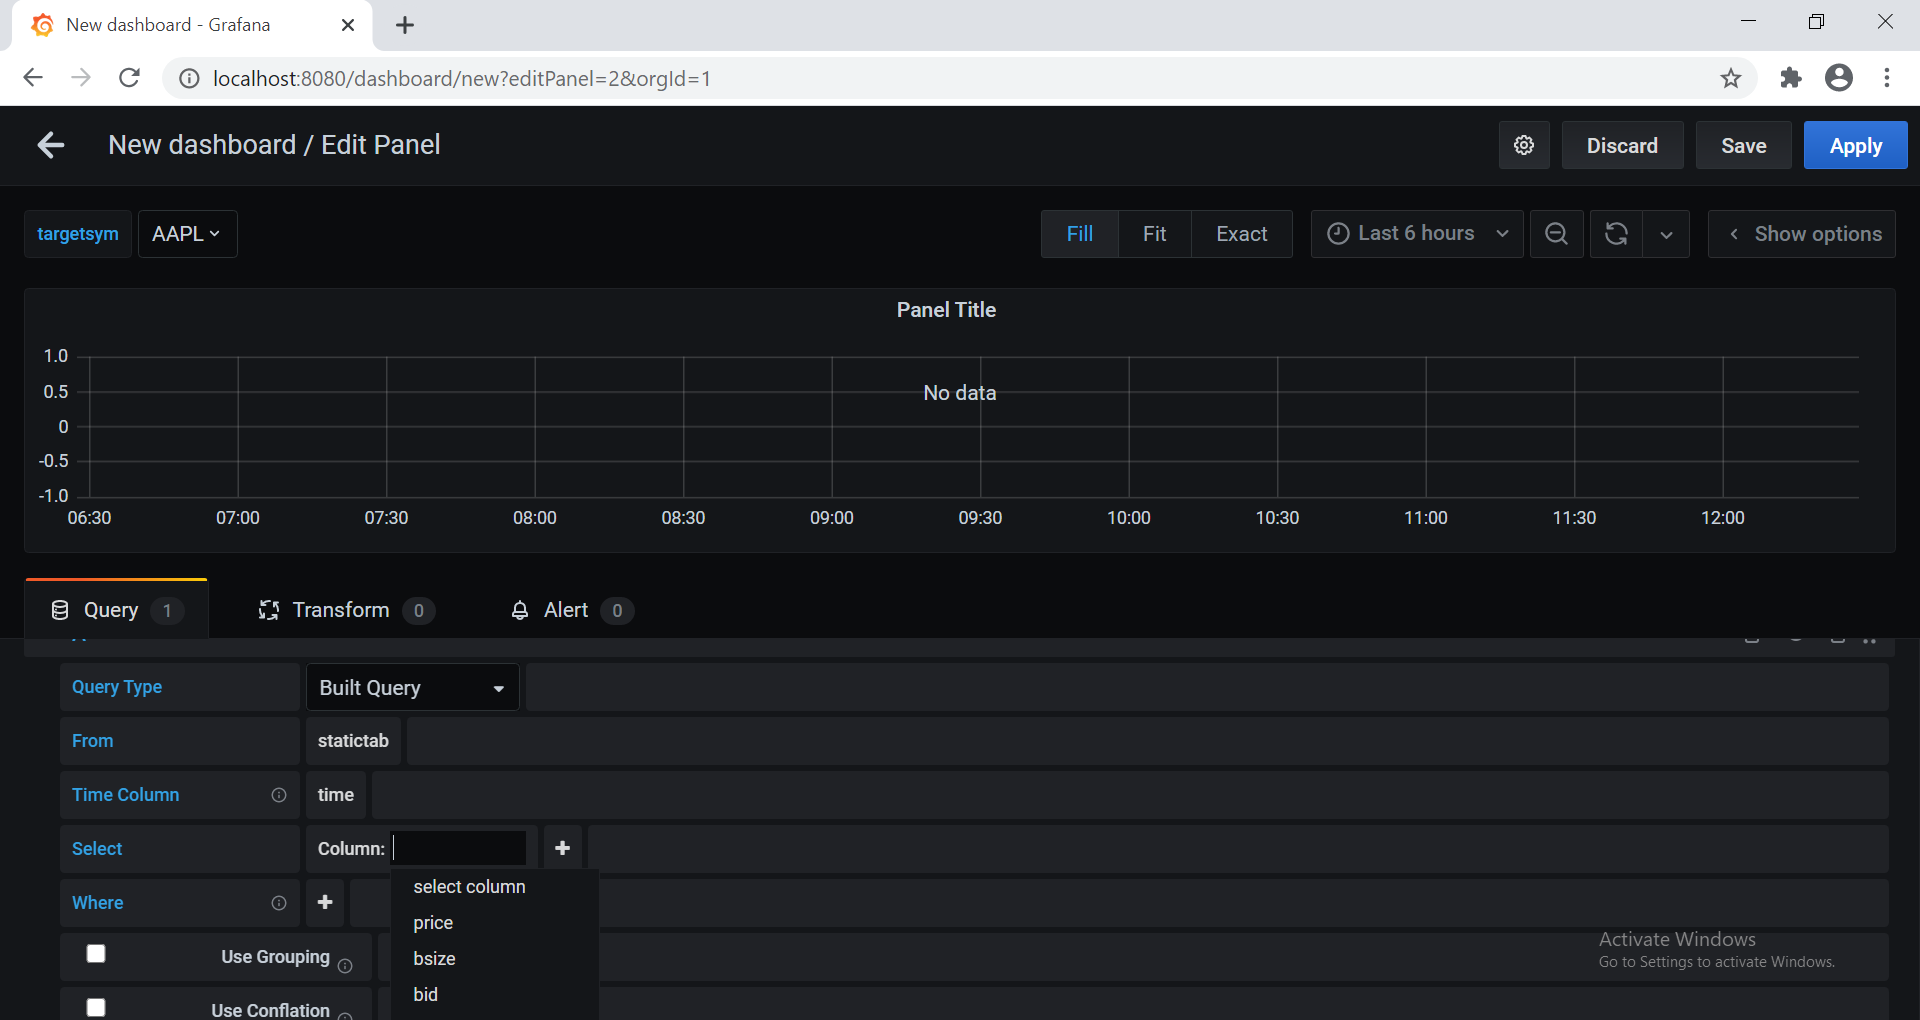 New dashboard - Grafana
localhost:8080/dashboard/new?editPanel=2&orgId=1
New dashboard / Edit Panel
Discard
Save
Apply
targetsym
AAPL
Fill
Fit
Exact
Last 6 hours
Show options
Panel Title
1.0
0.5
0
-0.5
-1.0
No data
06:30
07:00
07:30
08:00
08:30
09:00
09:30
10:00
10:30
11:00
11:30
12:00
Query 1
Transform 0
Alert 0
Query Type
Built Query
From
statictab
Time Column
time
Select
Column:
select column
price
bsize
bid
Where
Use Grouping
Use Conflation
Activate Windows
Go to Settings to activate Windows.